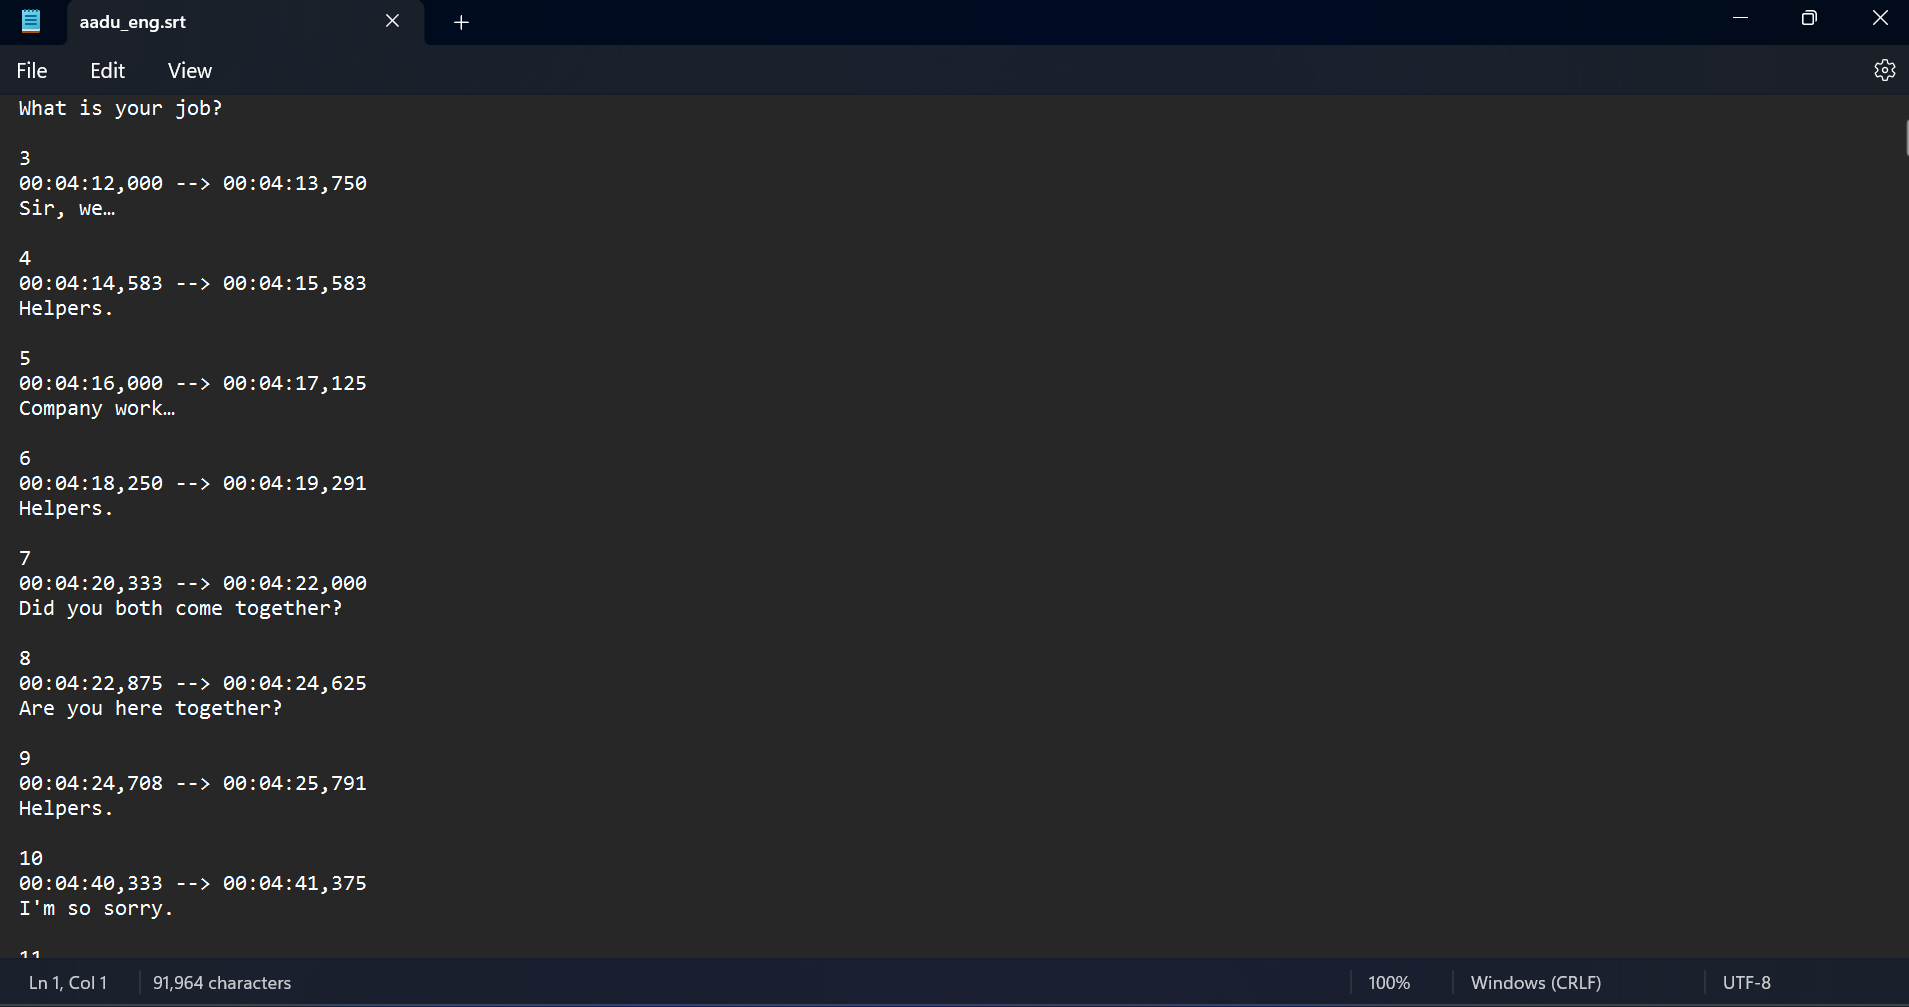 aadu_eng.srt
File Edit View
What is your job?
3
00:04:12,000 --> 00:04:13,750
Sir, we…
4
00:04:14,583 --> 00:04:15,583
Helpers.
5
00:04:16,000 --> 00:04:17,125
Company work…
6
00:04:18,250 --> 00:04:19,291
Helpers.
7
00:04:20,333 --> 00:04:22,000
Did you both come together?
8
00:04:22,875 --> 00:04:24,625
Are you here together?
9
00:04:24,708 --> 00:04:25,791
Helpers.
10
00:04:40,333 --> 00:04:41,375
I'm so sorry.
11
Ln 1, Col 1 91,964 characters 100% Windows (CRLF) UTF-8